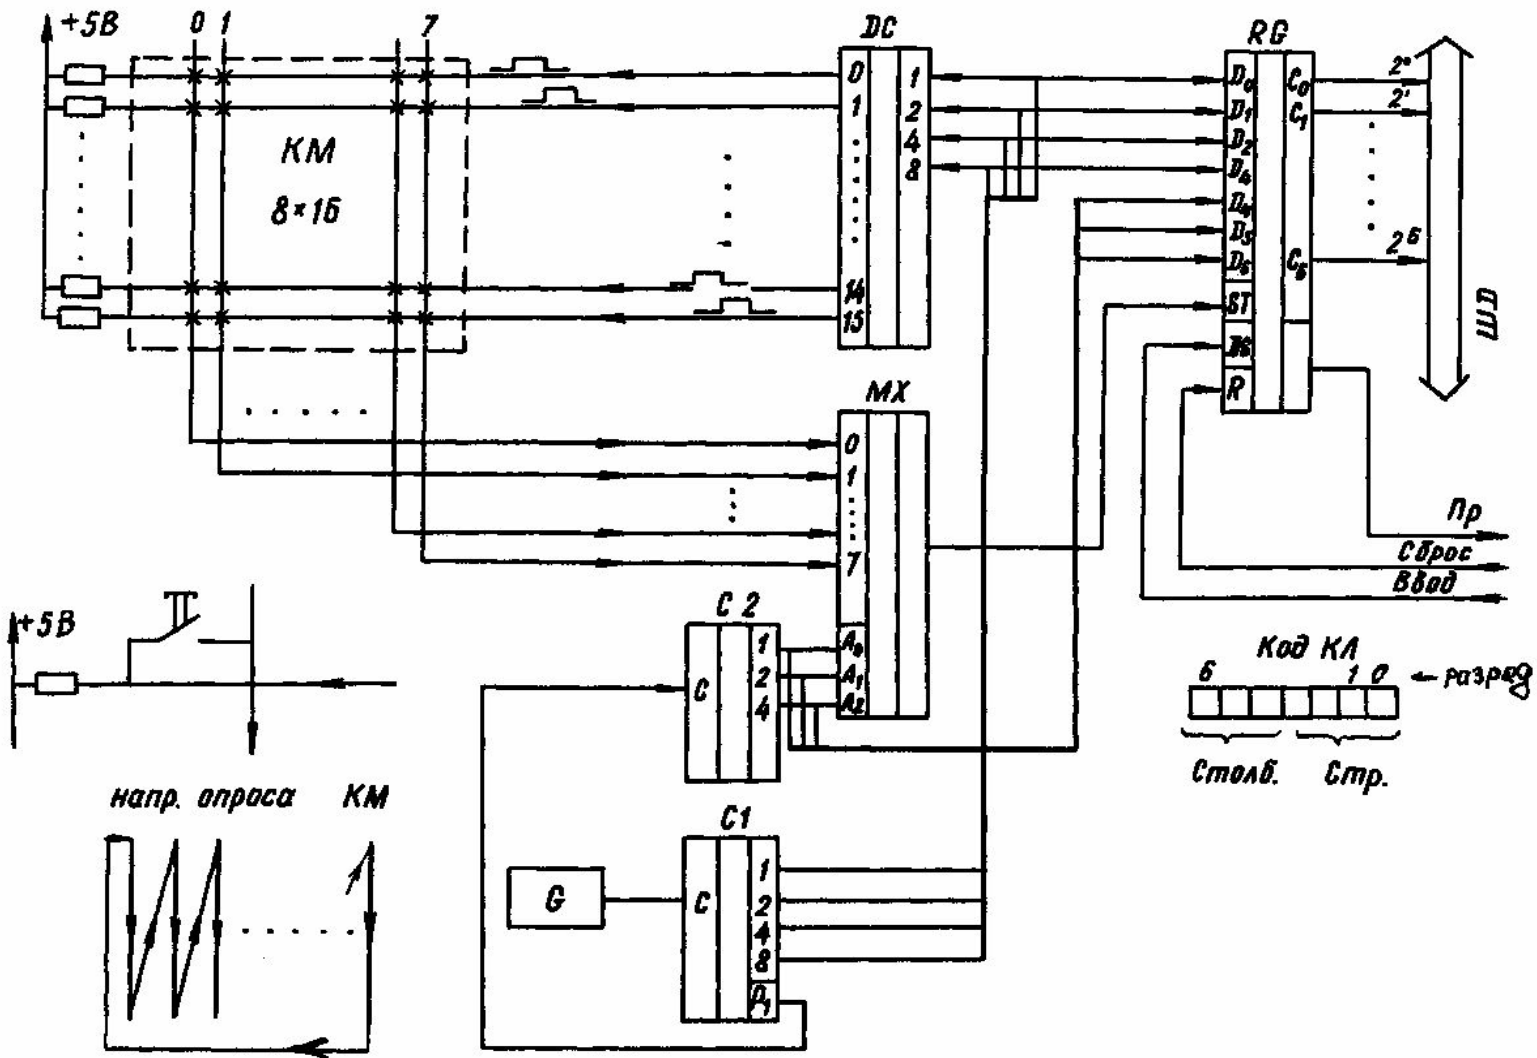 +5В 0 1 7 DC RG
КМ
8×16
0
1
14
15
1
2
4
8
D₀
D₁
D₂
D₄
D₄
D₅
D₆
ST
R
C₀
C₁
C₆
2⁰
2¹
2⁶
ШД
MX
0
1
7
A₀
A₁
A₂
Пр
Сброс
Ввод
+5В
C 2
C
1
2
4
Код КЛ
6 1 0 ← разряд
Столб. Стр.
напр. опроса КМ
C1
G
C
1
2
4
8
P₁